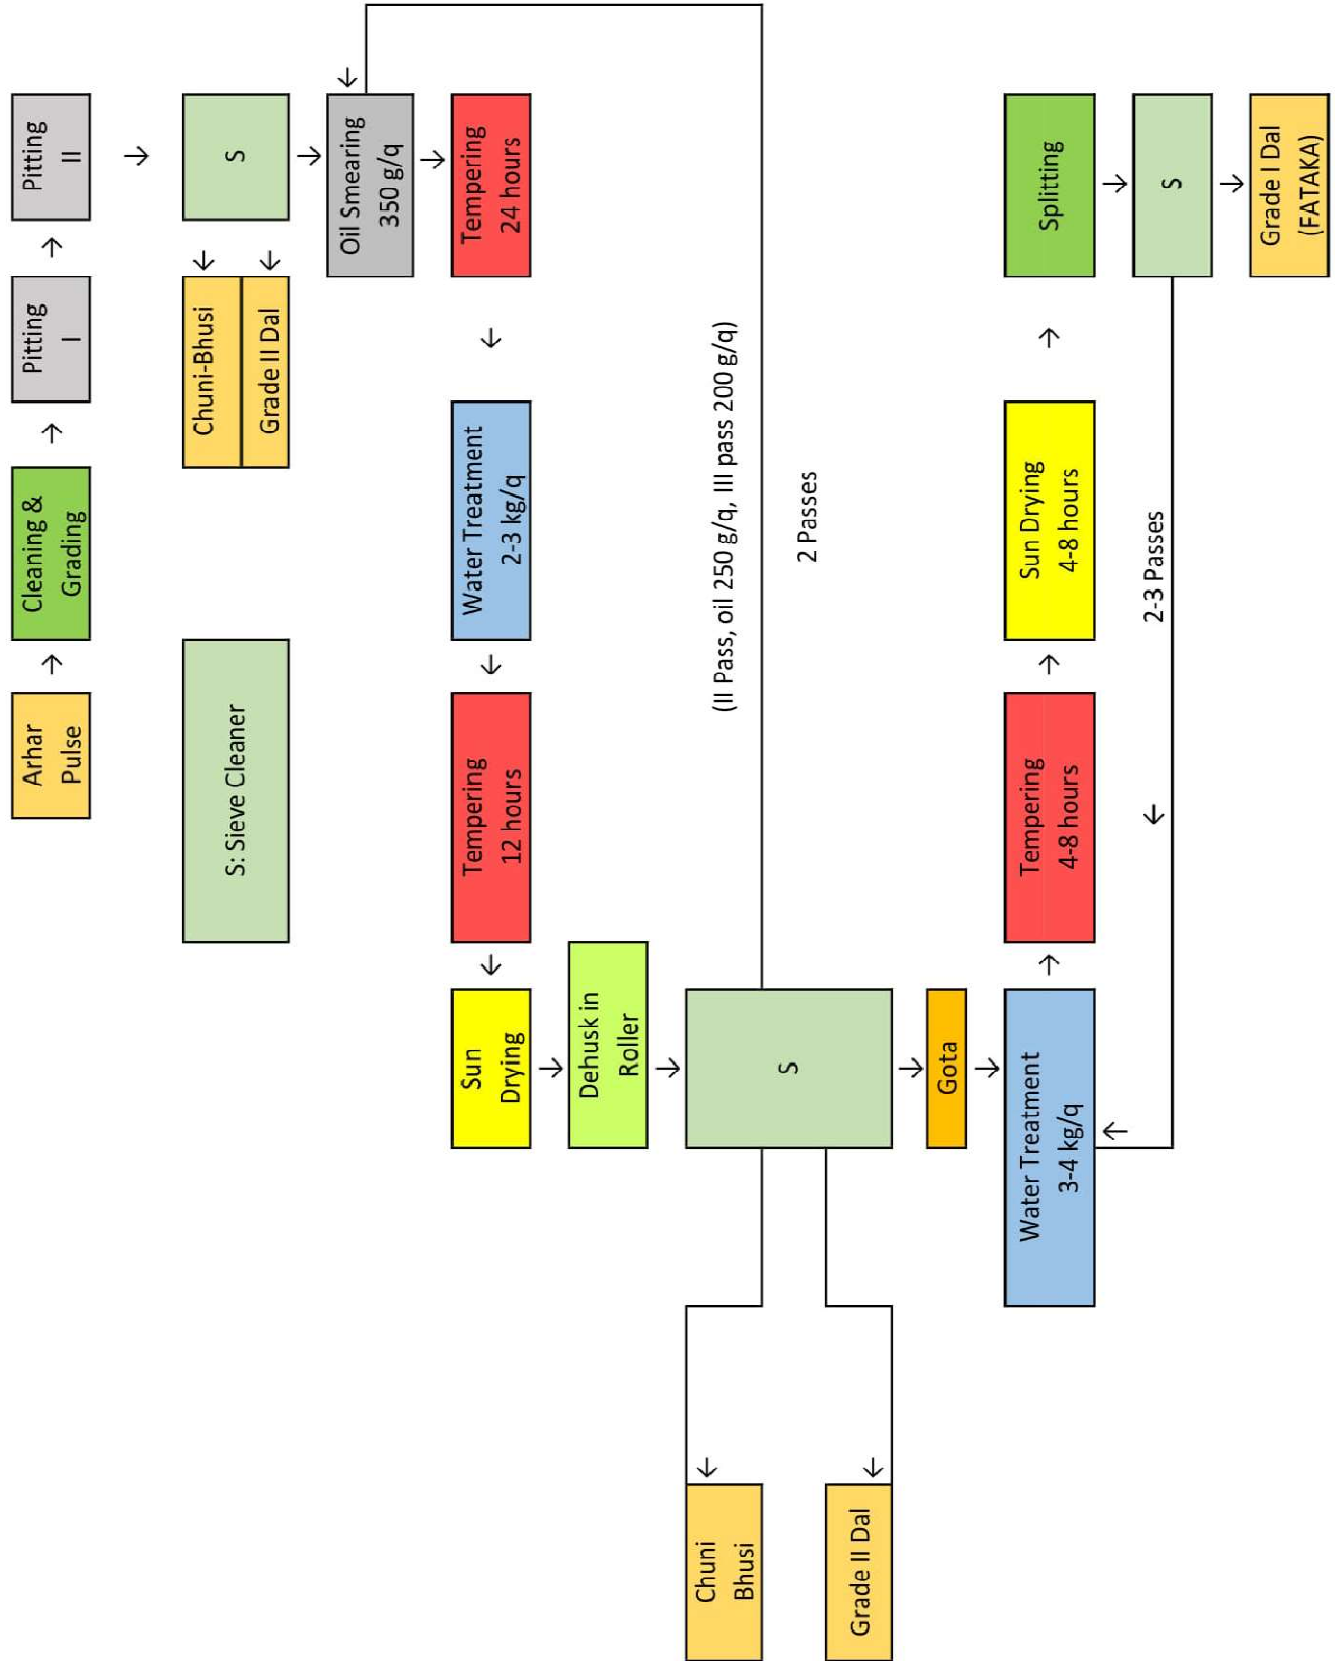 Arhar
Pulse
Cleaning &
Grading
Pitting
I
Pitting
II
S: Sieve Cleaner
Chuni-Bhusi
Grade II Dal
S
Oil Smearing
350 g/q
Tempering
24 hours
Water Treatment
2-3 kg/q
Tempering
12 hours
Sun
Drying
Dehusk in
Roller
S
(II Pass, oil 250 g/q, III pass 200 g/q)
2 Passes
Chuni
Bhusi
Grade II Dal
Gota
Water Treatment
3-4 kg/q
Tempering
4-8 hours
Sun Drying
4-8 hours
Splitting
2-3 Passes
S
Grade I Dal
(FATAKA)